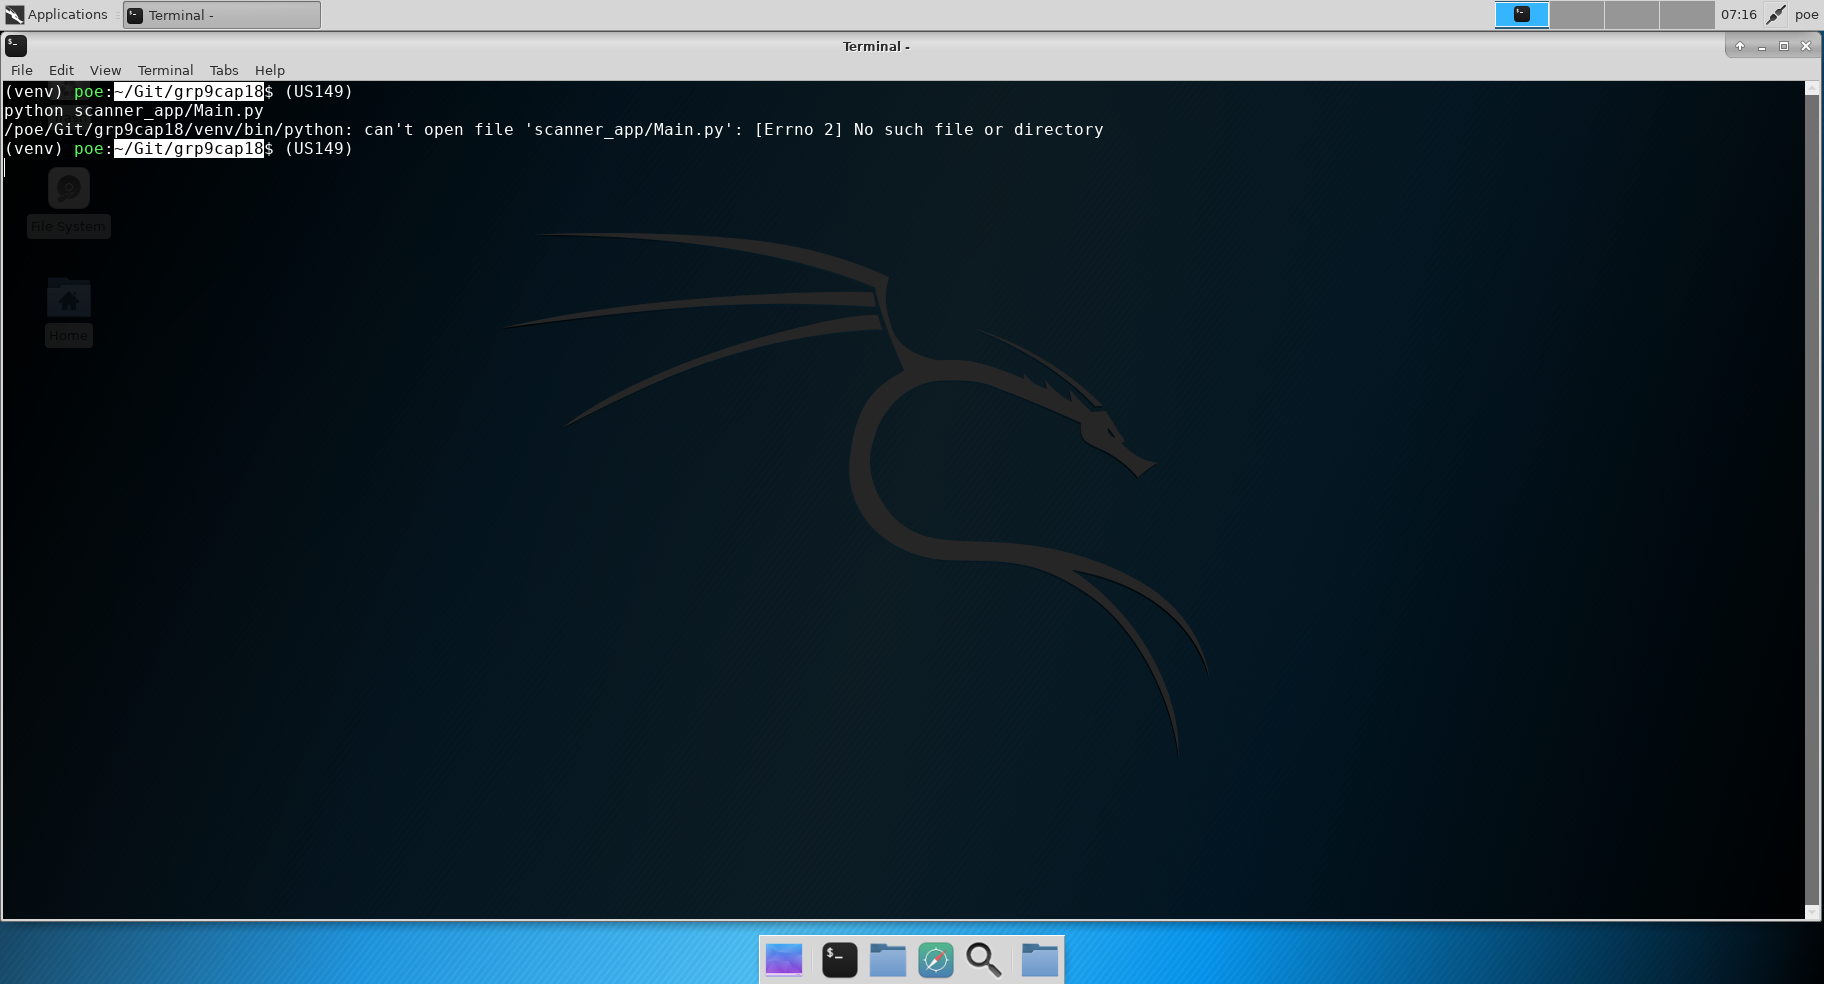 Applications
Terminal -
07:16
poe
Terminal -
File Edit View Terminal Tabs Help
(venv) poe:~/Git/grp9cap18$ (US149)
python scanner_app/Main.py
/poe/Git/grp9cap18/venv/bin/python: can't open file 'scanner_app/Main.py': [Errno 2] No such file or directory
(venv) poe:~/Git/grp9cap18$ (US149)
File System
Home